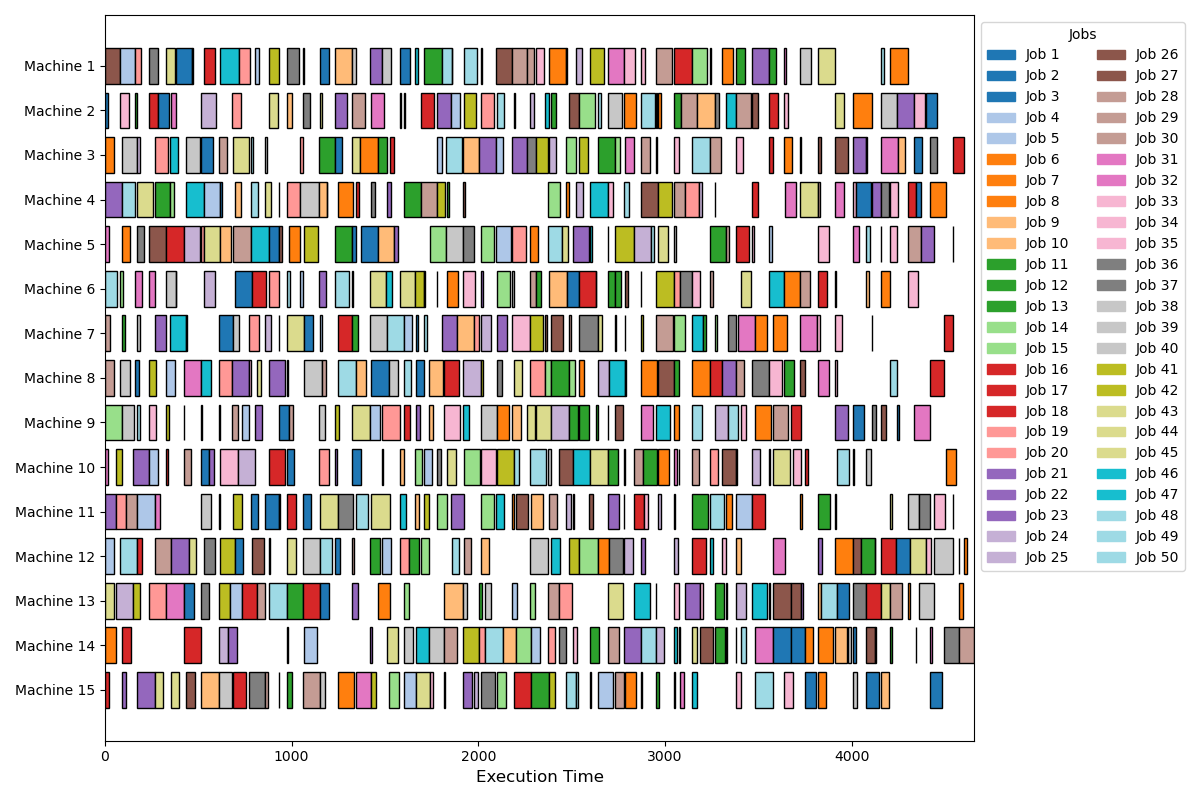 Machine 1
Machine 2
Machine 3
Machine 4
Machine 5
Machine 6
Machine 7
Machine 8
Machine 9
Machine 10
Machine 11
Machine 12
Machine 13
Machine 14
Machine 15
0 1000 2000 3000 4000
Execution Time
Jobs
Job 1 Job 26
Job 2 Job 27
Job 3 Job 28
Job 4 Job 29
Job 5 Job 30
Job 6 Job 31
Job 7 Job 32
Job 8 Job 33
Job 9 Job 34
Job 10 Job 35
Job 11 Job 36
Job 12 Job 37
Job 13 Job 38
Job 14 Job 39
Job 15 Job 40
Job 16 Job 41
Job 17 Job 42
Job 18 Job 43
Job 19 Job 44
Job 20 Job 45
Job 21 Job 46
Job 22 Job 47
Job 23 Job 48
Job 24 Job 49
Job 25 Job 50